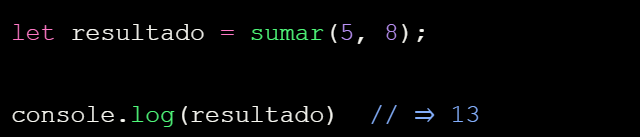 let resultado = sumar(5, 8);
console.log(resultado)  // ⇒ 13